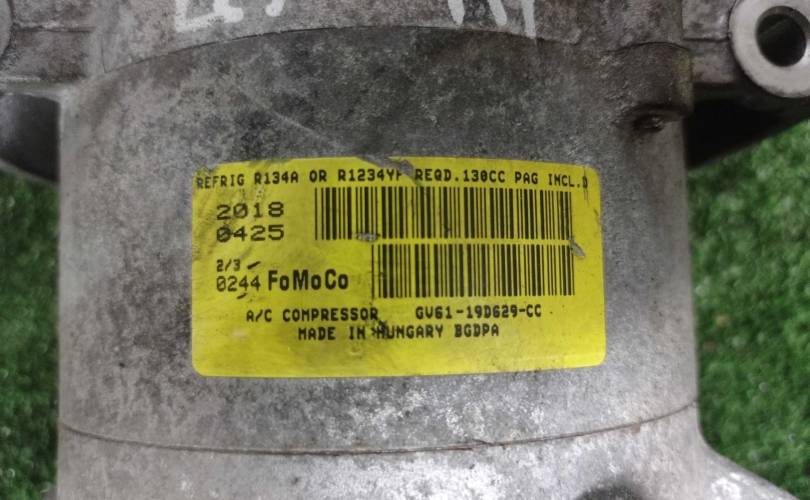 REFRIG R134A OR R1234YF REQD.130CC PAG INCL.D
2018
0425
2/3
0244 FoMoCo
A/C COMPRESSOR GV61-19D629-CC
MADE IN HUNGARY BGDPA